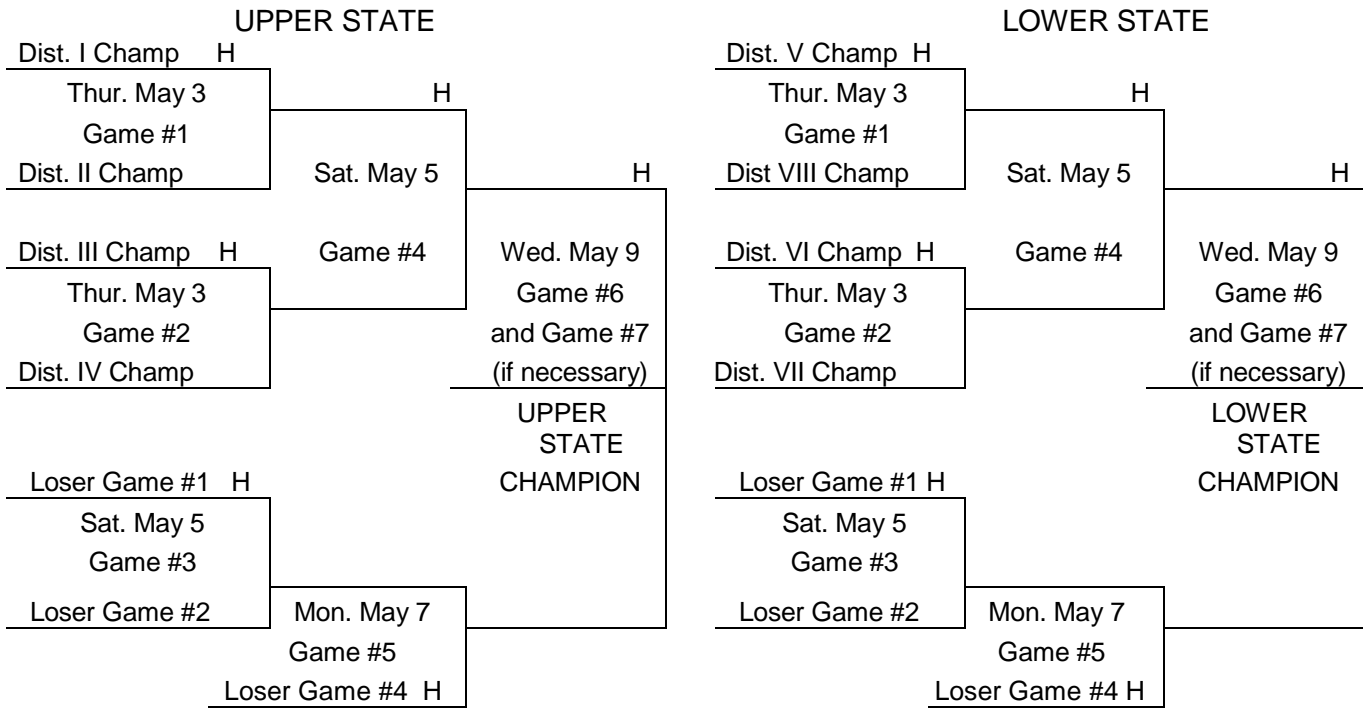 UPPER STATE
Dist. I Champ H
Thur. May 3
Game #1
Dist. II Champ
H
Sat. May 5
Game #4
Dist. III Champ H
Thur. May 3
Game #2
Dist. IV Champ
H
Wed. May 9
Game #6
and Game #7
(if necessary)
UPPER
STATE
CHAMPION
Loser Game #1 H
Sat. May 5
Game #3
Loser Game #2
Mon. May 7
Game #5
Loser Game #4 H
LOWER STATE
Dist. V Champ H
Thur. May 3
Game #1
Dist VIII Champ
H
Sat. May 5
Game #4
Dist. VI Champ H
Thur. May 3
Game #2
Dist. VII Champ
H
Wed. May 9
Game #6
and Game #7
(if necessary)
LOWER
STATE
CHAMPION
Loser Game #1 H
Sat. May 5
Game #3
Loser Game #2
Mon. May 7
Game #5
Loser Game #4 H